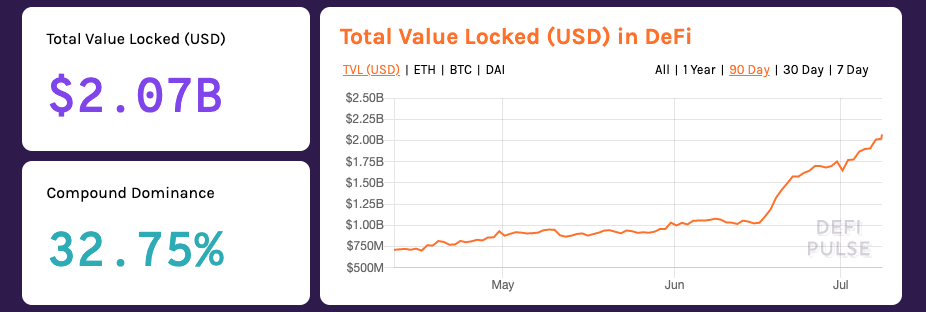 Total Value Locked (USD)
$2.07B
Compound Dominance
32.75%
Total Value Locked (USD) in DeFi
TVL (USD) | ETH | BTC | DAI
All | 1 Year | 90 Day | 30 Day | 7 Day
$2.50B
$2.25B
$2.00B
$1.75B
$1.50B
$1.25B
$1.00B
$750M
$500M
DEFI
PULSE
May Jun Jul